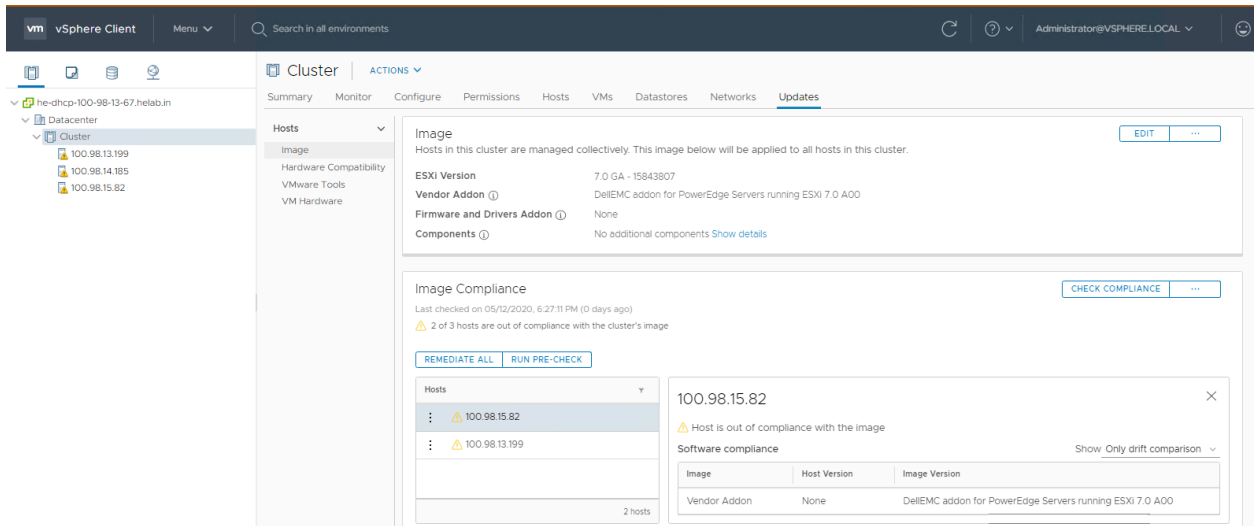 vm vSphere Client Menu Search in all environments Administrator@VSPHERE.LOCAL
he-dhcp-100-98-13-67.helab.in
Datacenter
Cluster
100.98.13.199
100.98.14.185
100.98.15.82
Cluster ACTIONS
Summary Monitor Configure Permissions Hosts VMs Datastores Networks Updates
Hosts
Image
Hardware Compatibility
VMware Tools
VM Hardware
Image EDIT ...
Hosts in this cluster are managed collectively. This image below will be applied to all hosts in this cluster.
ESXi Version 7.0 GA - 15843807
Vendor Addon DellEMC addon for PowerEdge Servers running ESXi 7.0 A00
Firmware and Drivers Addon None
Components No additional components Show details
Image Compliance CHECK COMPLIANCE ...
Last checked on 05/12/2020, 6:27:11 PM (0 days ago)
2 of 3 hosts are out of compliance with the cluster's image
REMEDIATE ALL RUN PRE-CHECK
Hosts
100.98.15.82
100.98.13.199
2 hosts
100.98.15.82
Host is out of compliance with the image
Software compliance Show Only drift comparison
Image Host Version Image Version
Vendor Addon None DellEMC addon for PowerEdge Servers running ESXi 7.0 A00